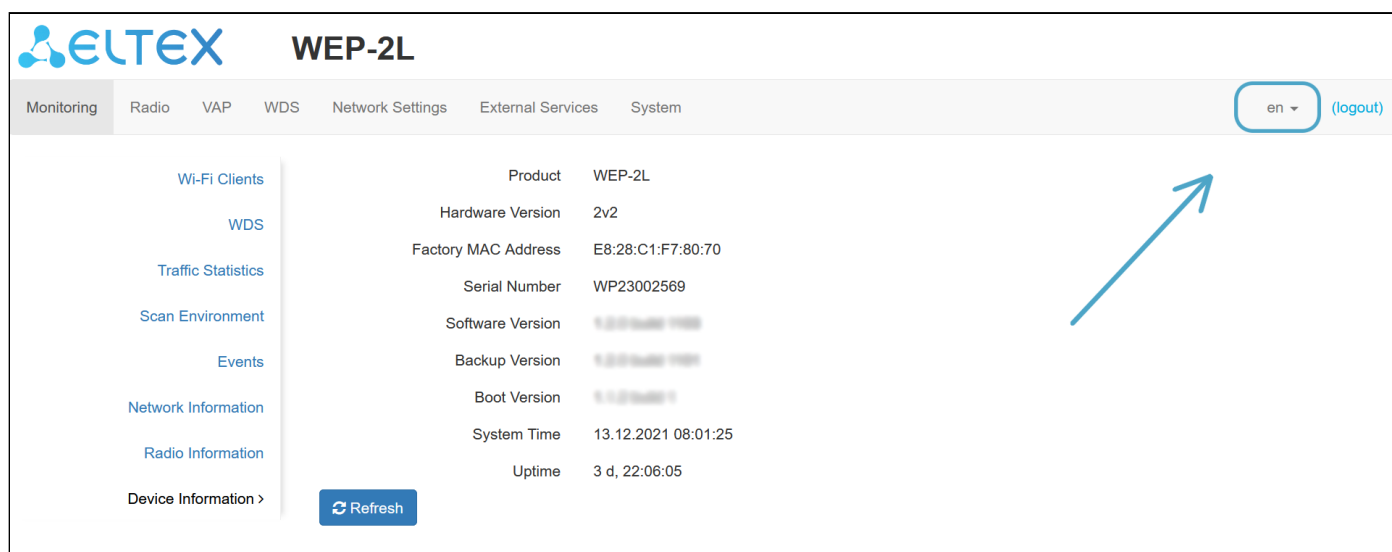 ELTEX WEP-2L
Monitoring Radio VAP WDS Network Settings External Services System en (logout)
Wi-Fi Clients
WDS
Traffic Statistics
Scan Environment
Events
Network Information
Radio Information
Device Information >
Product WEP-2L
Hardware Version 2v2
Factory MAC Address E8:28:C1:F7:80:70
Serial Number WP23002569
Software Version
Backup Version
Boot Version
System Time 13.12.2021 08:01:25
Uptime 3 d, 22:06:05
Refresh